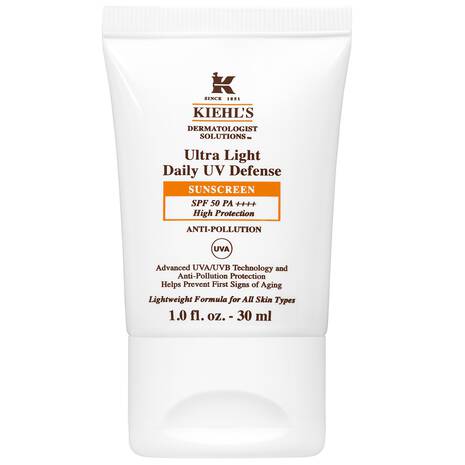 K
SINCE 1851
KIEHL'S
DERMATOLOGIST
SOLUTIONS™
Ultra Light
Daily UV Defense
SUNSCREEN
SPF 50 PA ++++
High Protection
ANTI-POLLUTION
UVA
Advanced UVA/UVB Technology and
Anti-Pollution Protection
Helps Prevent First Signs of Aging
Lightweight Formula for All Skin Types
1.0 fl. oz. - 30 ml